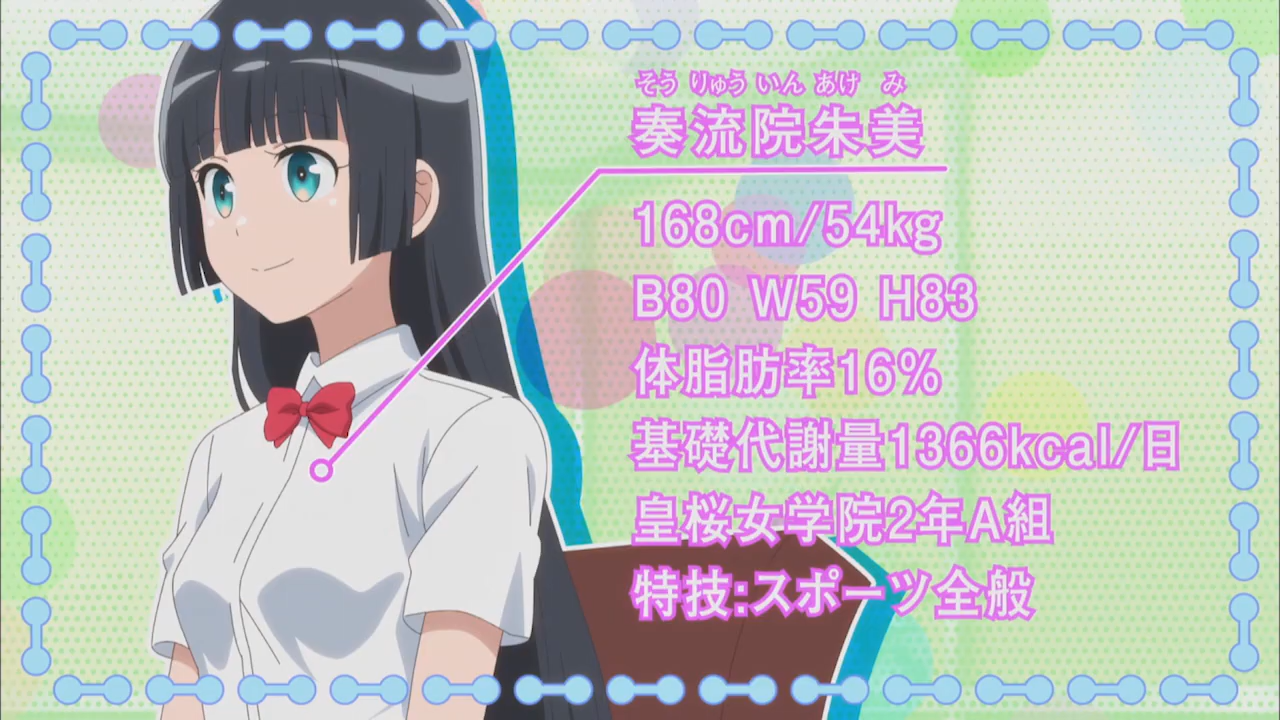 そうりゅういんあけみ
奏流院朱美
168cm/54kg
B80 W59 H83
体脂肪率16%
基礎代謝量1366kcal/日
皇桜女学院2年A組
特技:スポーツ全般